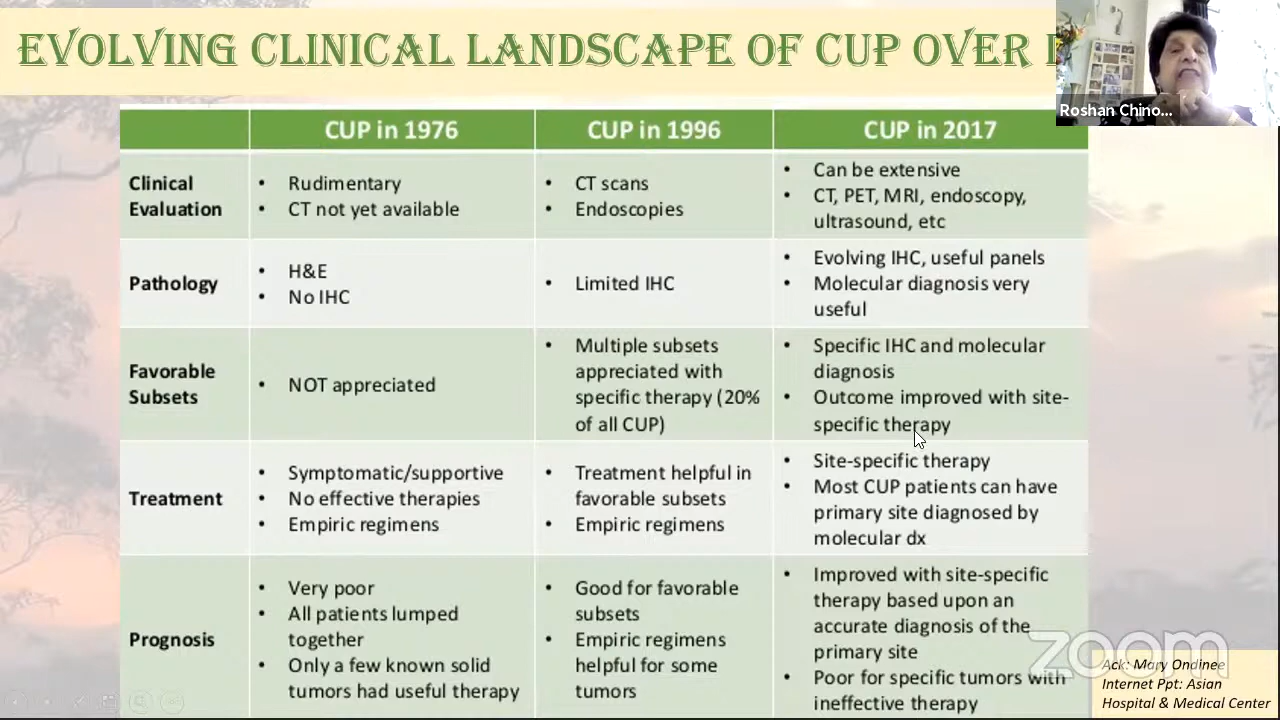 EVOLVING CLINICAL LANDSCAPE OF CUP OVER
Roshan Chino...
CUP in 1976
CUP in 1996
CUP in 2017
Clinical
Evaluation
• Rudimentary
• CT not yet available
• CT scans
• Endoscopies
• Can be extensive
• CT, PET, MRI, endoscopy,
ultrasound, etc
Pathology
• H&E
• No IHC
• Limited IHC
• Evolving IHC, useful panels
• Molecular diagnosis very
useful
Favorable
Subsets
• NOT appreciated
• Multiple subsets
appreciated with
specific therapy (20%
of all CUP)
• Specific IHC and molecular
diagnosis
• Outcome improved with site-
specific therapy
Treatment
• Symptomatic/supportive
• No effective therapies
• Empiric regimens
• Treatment helpful in
favorable subsets
• Empiric regimens
• Site-specific therapy
• Most CUP patients can have
primary site diagnosed by
molecular dx
Prognosis
• Very poor
• All patients lumped
together
• Only a few known solid
tumors had useful therapy
• Good for favorable
subsets
• Empiric regimens
helpful for some
tumors
• Improved with site-specific
therapy based upon an
accurate diagnosis of the
primary site
• Poor for specific tumors with
ineffective therapy
zoom
Ack: Mary Ondinee
Internet Ppt: Asian
Hospital & Medical Center